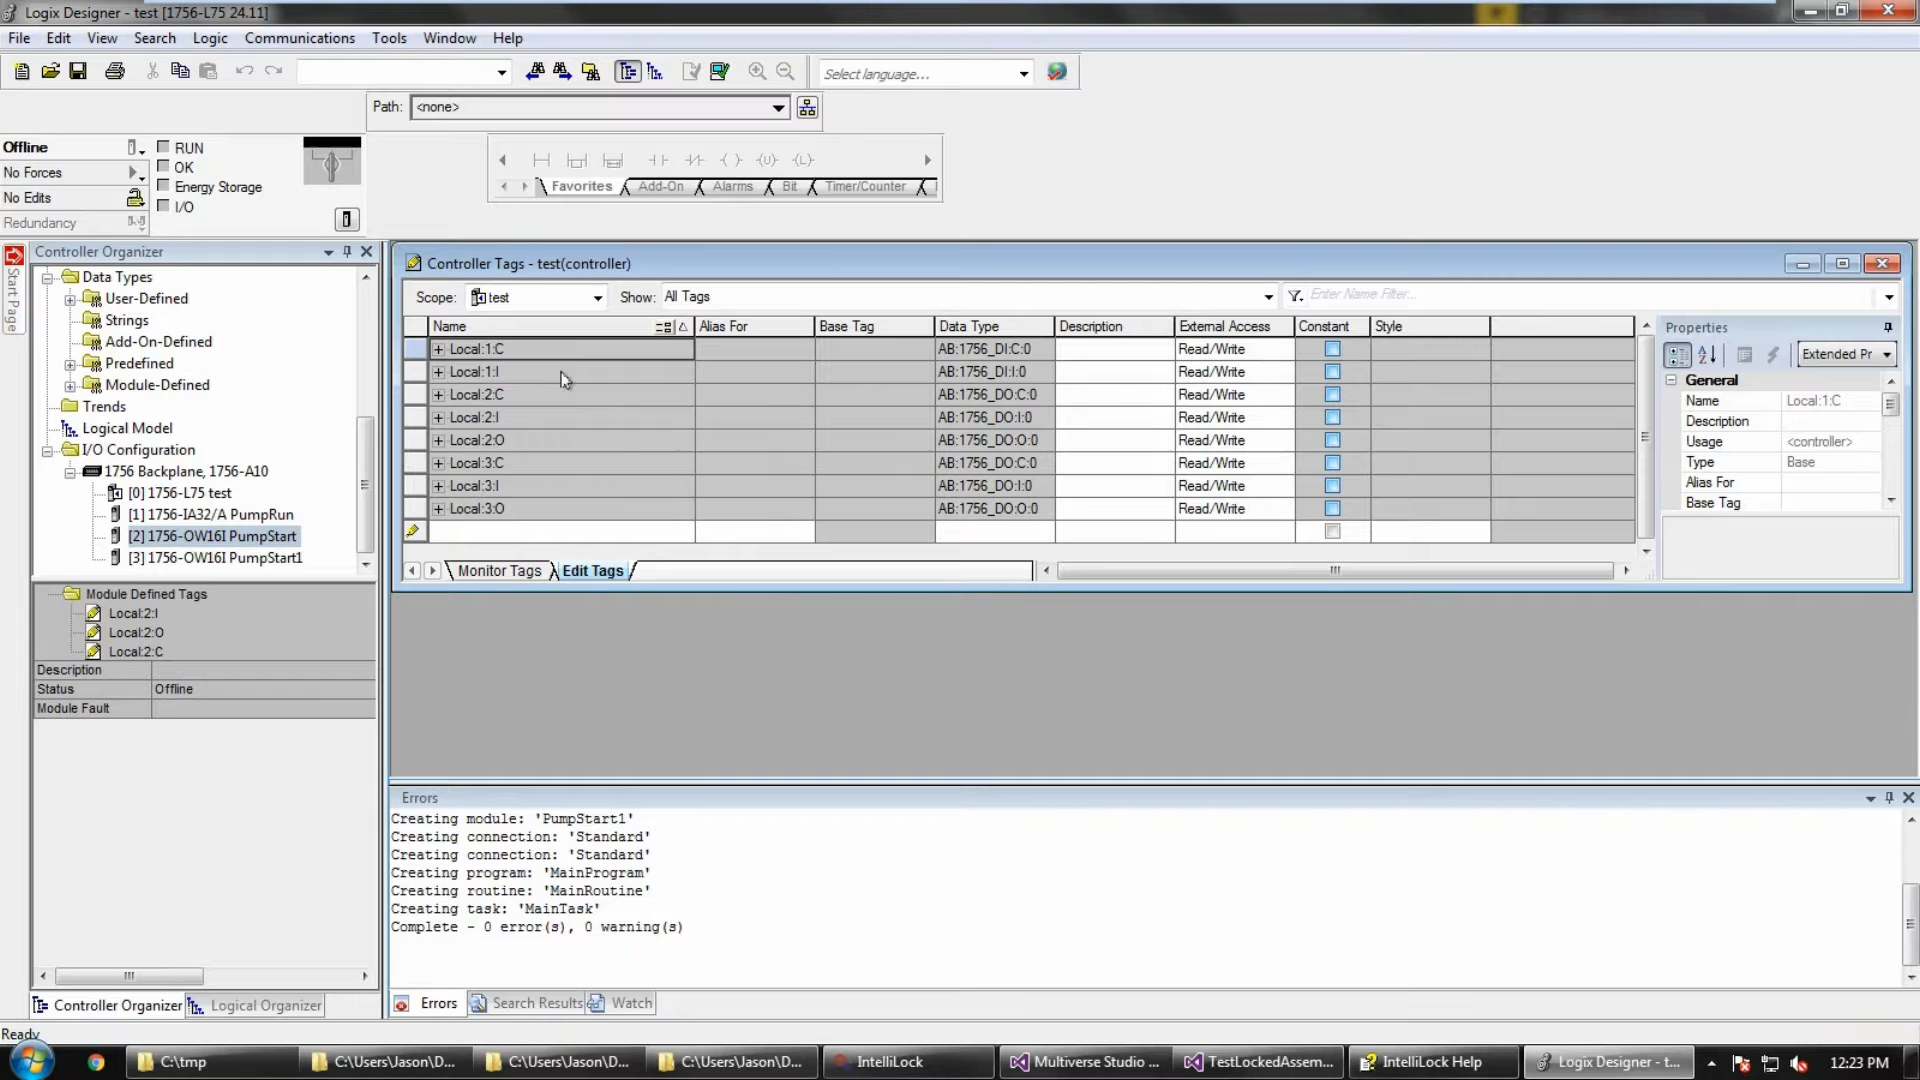 Logix Designer - test [1756-L75 24.11]
File Edit View Search Logic Communications Tools Window Help
Select language...
Path: <none>
Offline RUN
OK
No Forces
Energy Storage
No Edits
I/O
Redundancy
Favorites Add-On Alarms Bit Timer/Counter
Start Page
Controller Organizer
Data Types
User-Defined
Strings
Add-On-Defined
Predefined
Module-Defined
Trends
Logical Model
I/O Configuration
1756 Backplane, 1756-A10
[0] 1756-L75 test
[1] 1756-IA32/A PumpRun
[2] 1756-OW16I PumpStart
[3] 1756-OW16I PumpStart1
Module Defined Tags
Local:2:I
Local:2:O
Local:2:C
Description
Status Offline
Module Fault
Controller Organizer Logical Organizer
Controller Tags - test(controller)
Scope: test Show: All Tags Enter Name Filter...
Name Alias For Base Tag Data Type Description External Access Constant Style
Local:1:C AB:1756_DI:C:0 Read/Write
Local:1:I AB:1756_DI:I:0 Read/Write
Local:2:C AB:1756_DO:C:0 Read/Write
Local:2:I AB:1756_DO:I:0 Read/Write
Local:2:O AB:1756_DO:O:0 Read/Write
Local:3:C AB:1756_DO:C:0 Read/Write
Local:3:I AB:1756_DO:I:0 Read/Write
Local:3:O AB:1756_DO:O:0 Read/Write
Monitor Tags Edit Tags
Properties
Extended Pr
General
Name Local:1:C
Description
Usage <controller>
Type Base
Alias For
Base Tag
Errors
Creating module: 'PumpStart1'
Creating connection: 'Standard'
Creating connection: 'Standard'
Creating program: 'MainProgram'
Creating routine: 'MainRoutine'
Creating task: 'MainTask'
Complete - 0 error(s), 0 warning(s)
Errors Search Results Watch
Ready
C:\tmp C:\Users\Jason\D... C:\Users\Jason\D... C:\Users\Jason\D... IntelliLock Multiverse Studio ... TestLockedAssem... IntelliLock Help Logix Designer - t... 12:23 PM